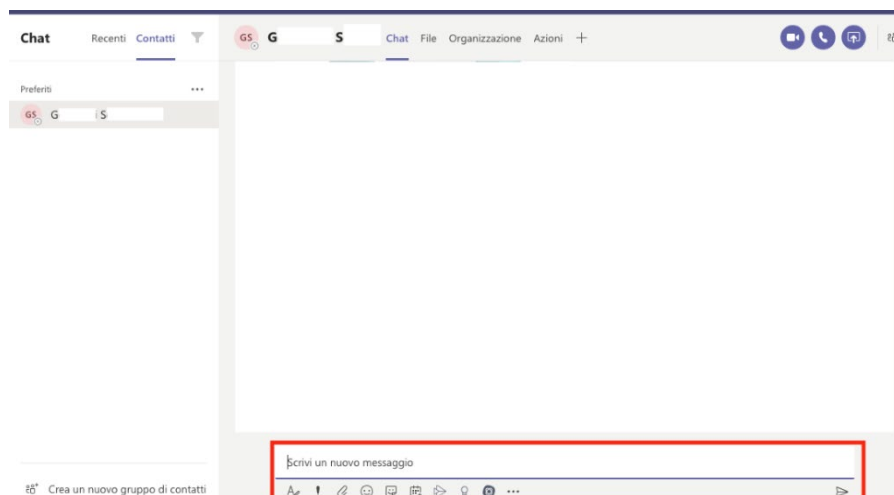 Chat Recenti Contatti
GS G S Chat File Organizzazione Azioni +
Preferiti ...
GS G S
Scrivi un nuovo messaggio
Crea un nuovo gruppo di contatti